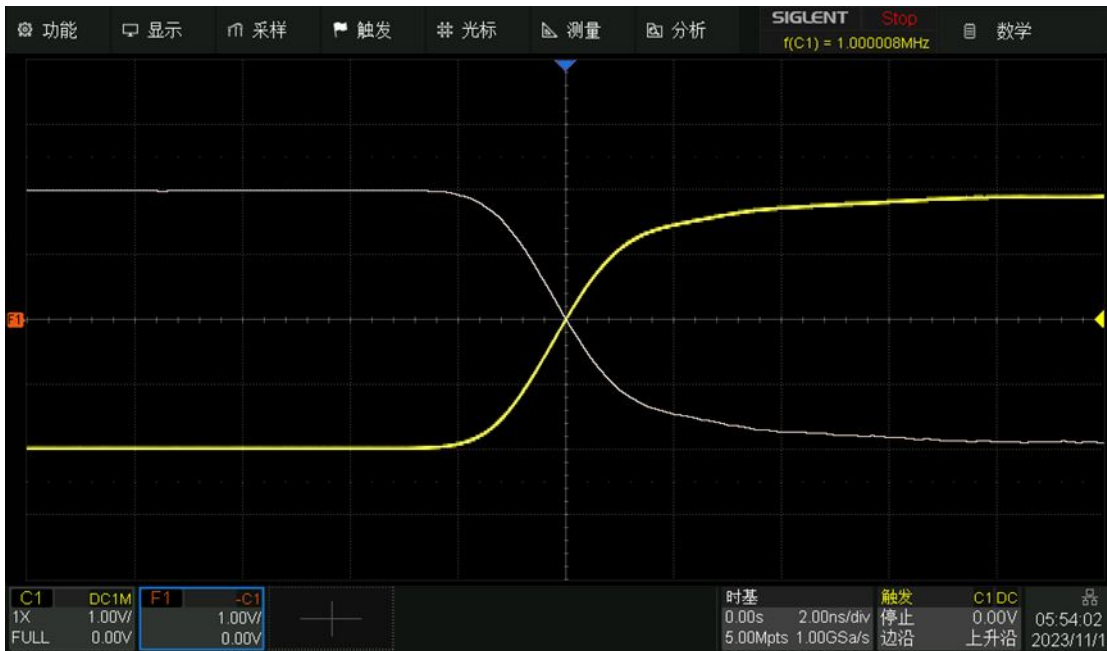 功能 显示 采样 触发 光标 测量 分析 SIGLENT Stop 数学
f(C1) = 1.000008MHz
F1
C1 DC1M F1 -C1 时基 触发 C1 DC
1X 1.00V/ 1.00V/ 0.00s 2.00ns/div 停止 0.00V 05:54:02
FULL 0.00V 0.00V 5.00Mpts 1.00GSa/s 边沿 上升沿 2023/11/1